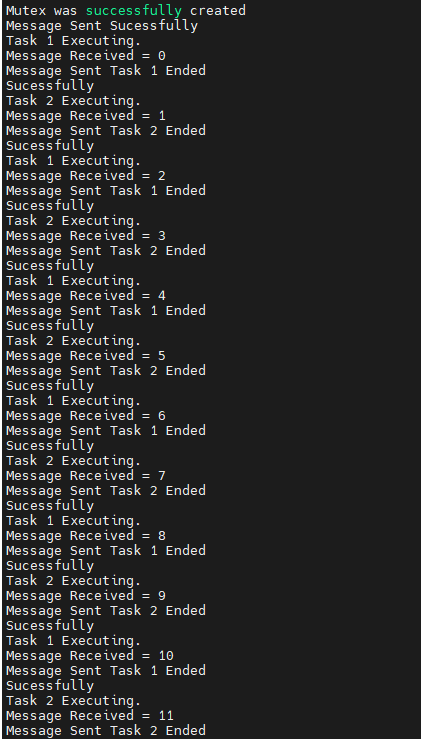 Mutex was successfully created
Message Sent Sucessfully
Task 1 Executing.
Message Received = 0
Message Sent Task 1 Ended
Sucessfully
Task 2 Executing.
Message Received = 1
Message Sent Task 2 Ended
Sucessfully
Task 1 Executing.
Message Received = 2
Message Sent Task 1 Ended
Sucessfully
Task 2 Executing.
Message Received = 3
Message Sent Task 2 Ended
Sucessfully
Task 1 Executing.
Message Received = 4
Message Sent Task 1 Ended
Sucessfully
Task 2 Executing.
Message Received = 5
Message Sent Task 2 Ended
Sucessfully
Task 1 Executing.
Message Received = 6
Message Sent Task 1 Ended
Sucessfully
Task 2 Executing.
Message Received = 7
Message Sent Task 2 Ended
Sucessfully
Task 1 Executing.
Message Received = 8
Message Sent Task 1 Ended
Sucessfully
Task 2 Executing.
Message Received = 9
Message Sent Task 2 Ended
Sucessfully
Task 1 Executing.
Message Received = 10
Message Sent Task 1 Ended
Sucessfully
Task 2 Executing.
Message Received = 11
Message Sent Task 2 Ended